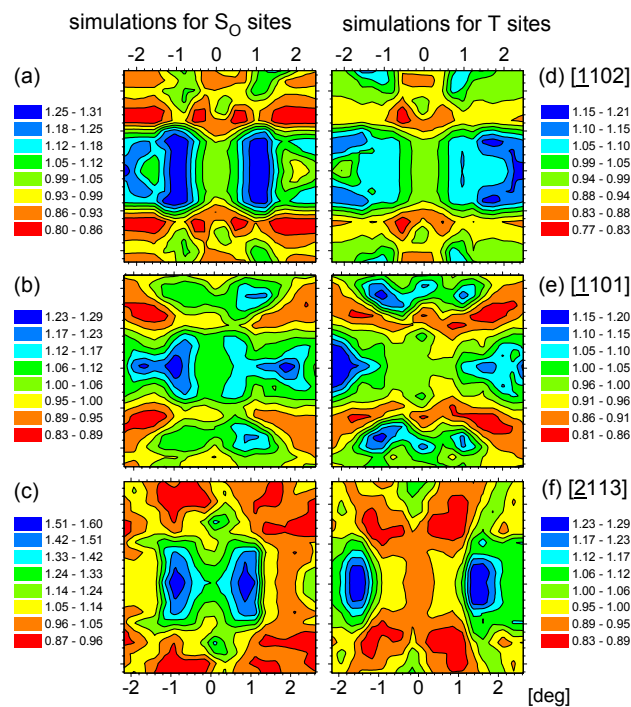 simulations for S_O sites
simulations for T sites
-2 -1 0 1 2
-2 -1 0 1 2
(a)
1.25 - 1.31
1.18 - 1.25
1.12 - 1.18
1.05 - 1.12
0.99 - 1.05
0.93 - 0.99
0.86 - 0.93
0.80 - 0.86
(d) [1102]
1.15 - 1.21
1.10 - 1.15
1.05 - 1.10
0.99 - 1.05
0.94 - 0.99
0.88 - 0.94
0.83 - 0.88
0.77 - 0.83
(b)
1.23 - 1.29
1.17 - 1.23
1.12 - 1.17
1.06 - 1.12
1.00 - 1.06
0.95 - 1.00
0.89 - 0.95
0.83 - 0.89
(e) [1101]
1.15 - 1.20
1.10 - 1.15
1.05 - 1.10
1.00 - 1.05
0.96 - 1.00
0.91 - 0.96
0.86 - 0.91
0.81 - 0.86
(c)
1.51 - 1.60
1.42 - 1.51
1.33 - 1.42
1.24 - 1.33
1.14 - 1.24
1.05 - 1.14
0.96 - 1.05
0.87 - 0.96
(f) [2113]
1.23 - 1.29
1.17 - 1.23
1.12 - 1.17
1.06 - 1.12
1.00 - 1.06
0.95 - 1.00
0.89 - 0.95
0.83 - 0.89
-2 -1 0 1 2
-2 -1 0 1 2
[deg]